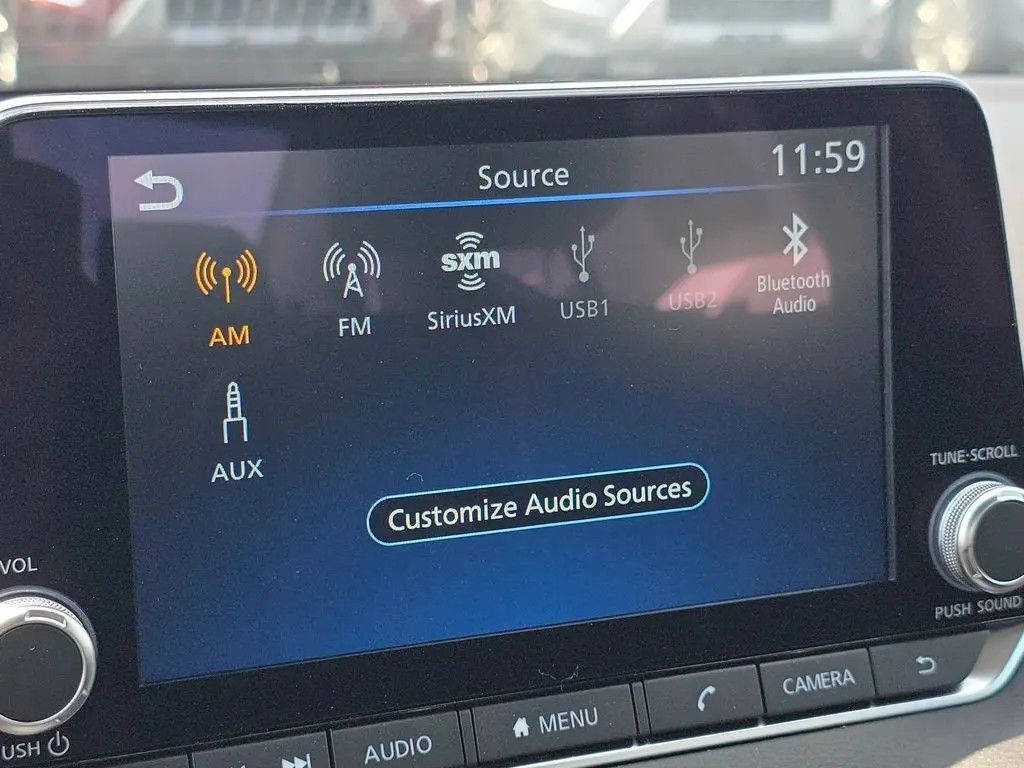 Source
11:59
AM
FM
sxm
SiriusXM
USB1
USB2
Bluetooth
Audio
AUX
Customize Audio Sources
TUNE·SCROLL
VOL
PUSH SOUND
USH
AUDIO
MENU
CAMERA